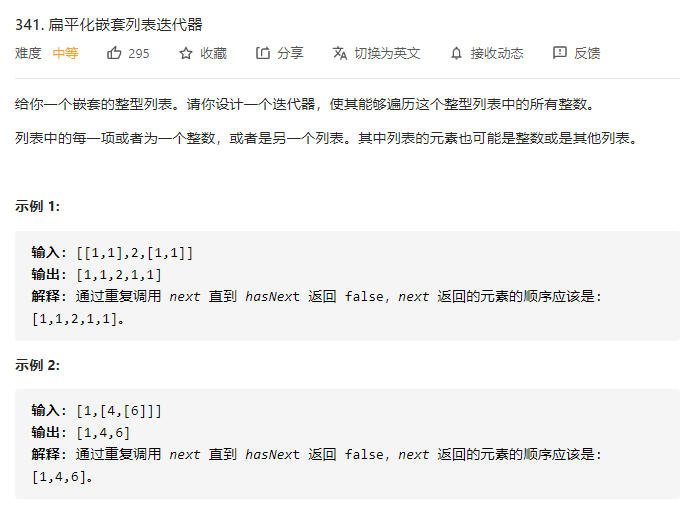 341. 扁平化嵌套列表迭代器
难度 中等 295 收藏 分享 切换为英文 接收动态 反馈
给你一个嵌套的整型列表。请你设计一个迭代器，使其能够遍历这个整型列表中的所有整数。
列表中的每一项或者为一个整数，或者是另一个列表。其中列表的元素也可能是整数或是其他列表。
示例 1:
输入: [[1,1],2,[1,1]]
输出: [1,1,2,1,1]
解释: 通过重复调用 next 直到 hasNext 返回 false，next 返回的元素的顺序应该是:
[1,1,2,1,1]。
示例 2:
输入: [1,[4,[6]]]
输出: [1,4,6]
解释: 通过重复调用 next 直到 hasNext 返回 false，next 返回的元素的顺序应该是:
[1,4,6]。